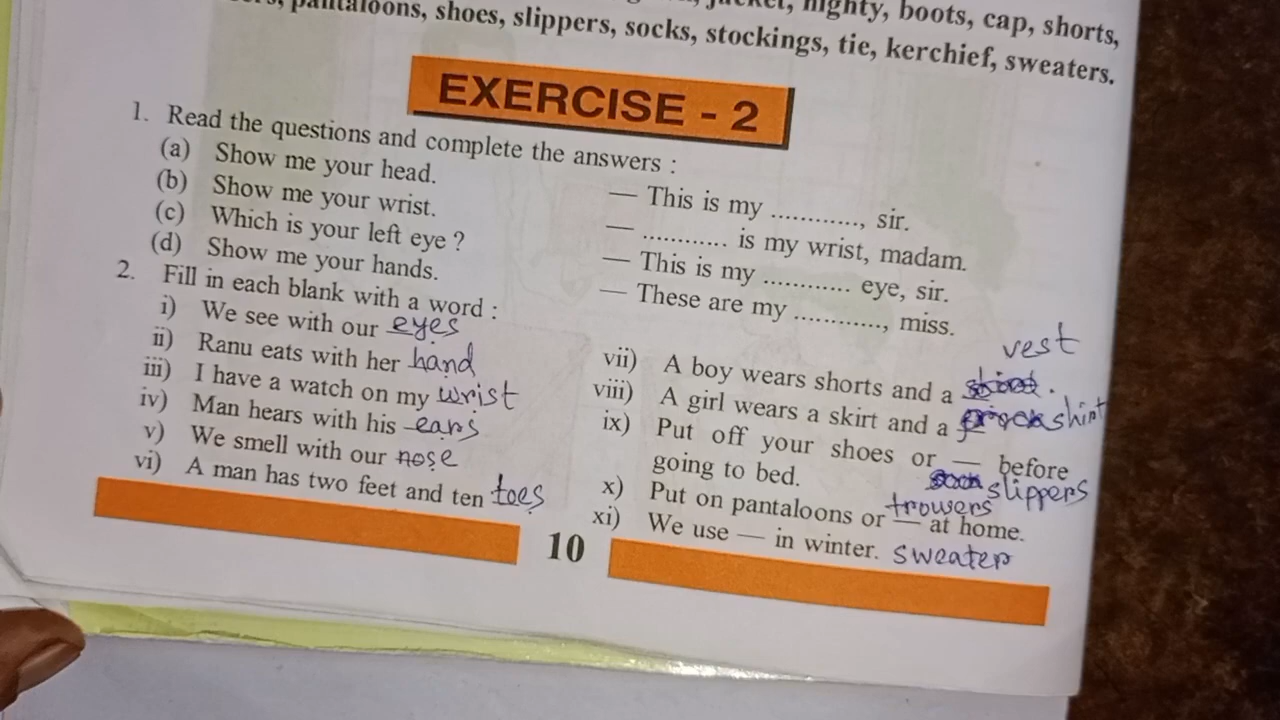 nighty, boots, cap, shorts,
pantaloons, shoes, slippers, socks, stockings, tie, kerchief, sweaters.
EXERCISE - 2
1. Read the questions and complete the answers :
(a) Show me your head. — This is my ............, sir.
(b) Show me your wrist. — ............ is my wrist, madam.
(c) Which is your left eye ? — This is my ............ eye, sir.
(d) Show me your hands. — These are my ............, miss.
2. Fill in each blank with a word :
i) We see with our eyes
ii) Ranu eats with her hand
iii) I have a watch on my wrist
iv) Man hears with his ears
v) We smell with our nose
vi) A man has two feet and ten toes
vest
vii) A boy wears shorts and a .
viii) A girl wears a skirt and a shirt
ix) Put off your shoes or — before
going to bed. slippers
trowers
x) Put on pantaloons or — at home.
xi) We use — in winter. sweater
10